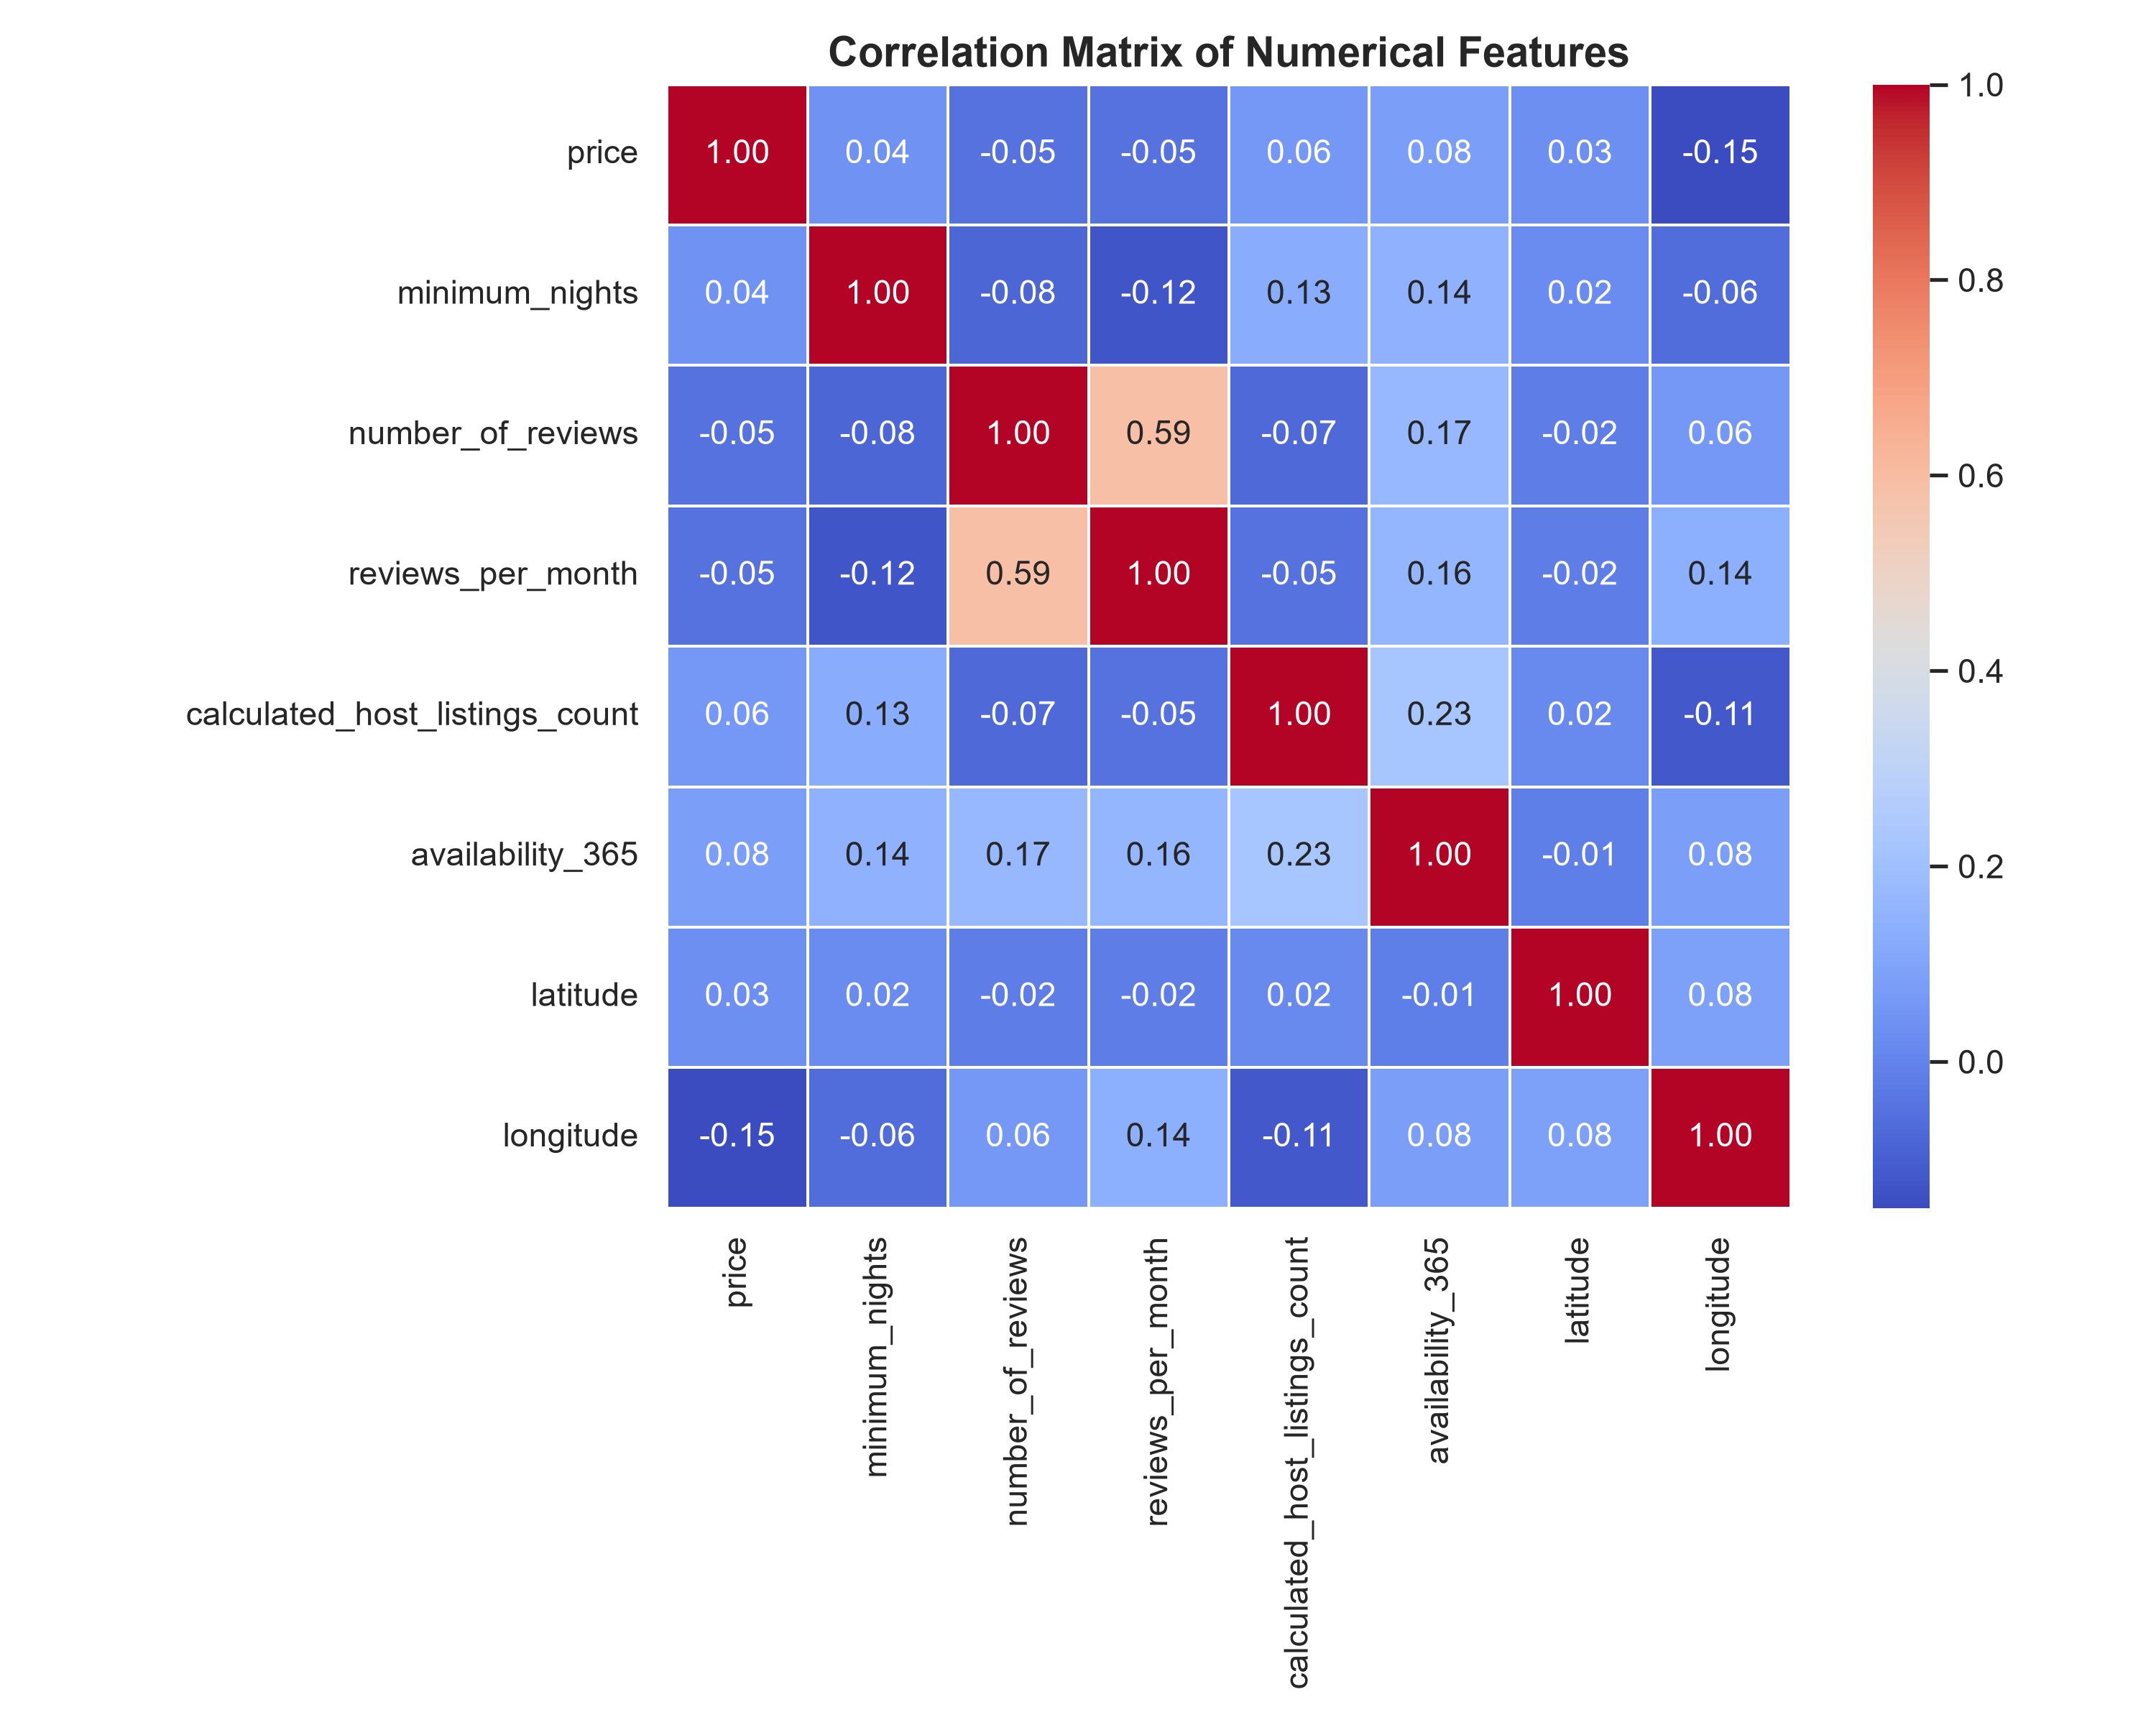 Correlation Matrix of Numerical Features
price 1.00 0.04 -0.05 -0.05 0.06 0.08 0.03 -0.15
minimum_nights 0.04 1.00 -0.08 -0.12 0.13 0.14 0.02 -0.06
number_of_reviews -0.05 -0.08 1.00 0.59 -0.07 0.17 -0.02 0.06
reviews_per_month -0.05 -0.12 0.59 1.00 -0.05 0.16 -0.02 0.14
calculated_host_listings_count 0.06 0.13 -0.07 -0.05 1.00 0.23 0.02 -0.11
availability_365 0.08 0.14 0.17 0.16 0.23 1.00 -0.01 0.08
latitude 0.03 0.02 -0.02 -0.02 0.02 -0.01 1.00 0.08
longitude -0.15 -0.06 0.06 0.14 -0.11 0.08 0.08 1.00
price
minimum_nights
number_of_reviews
reviews_per_month
calculated_host_listings_count
availability_365
latitude
longitude
1.0
0.8
0.6
0.4
0.2
0.0